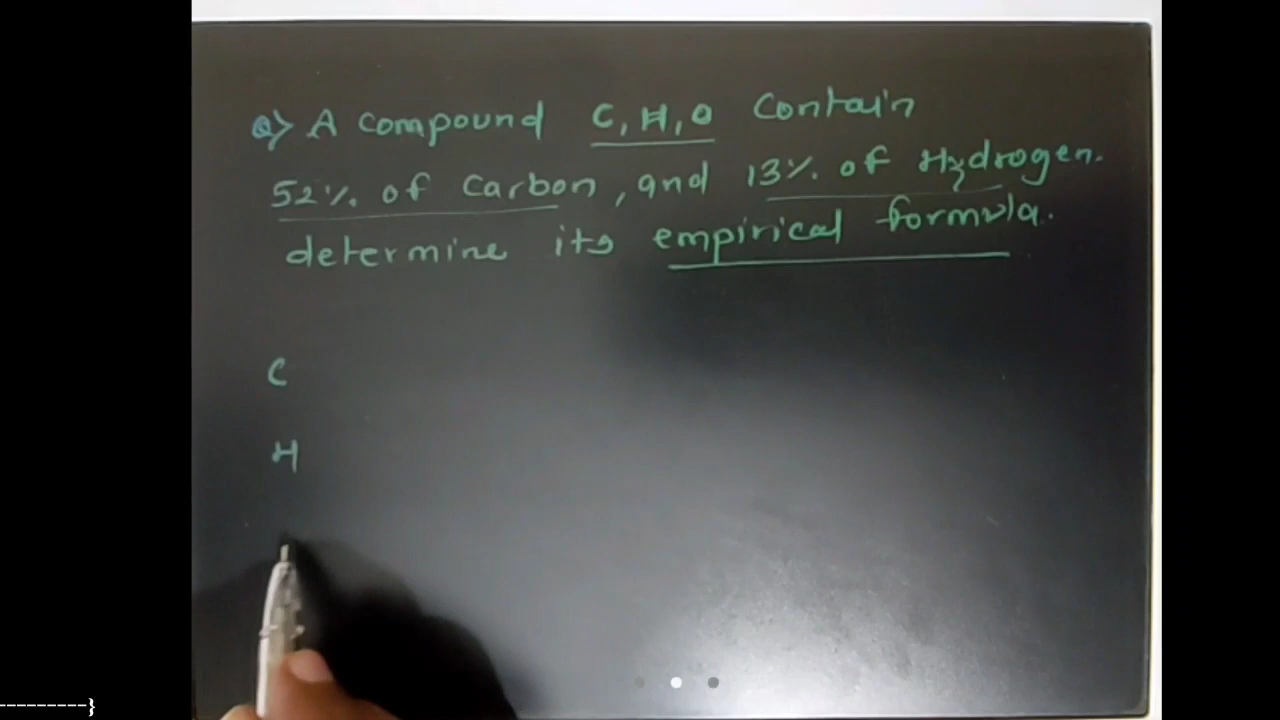 Q) A compound C, H, O contain
52% of carbon, and 13% of Hydrogen.
determine its empirical formula.
C
H
---------}